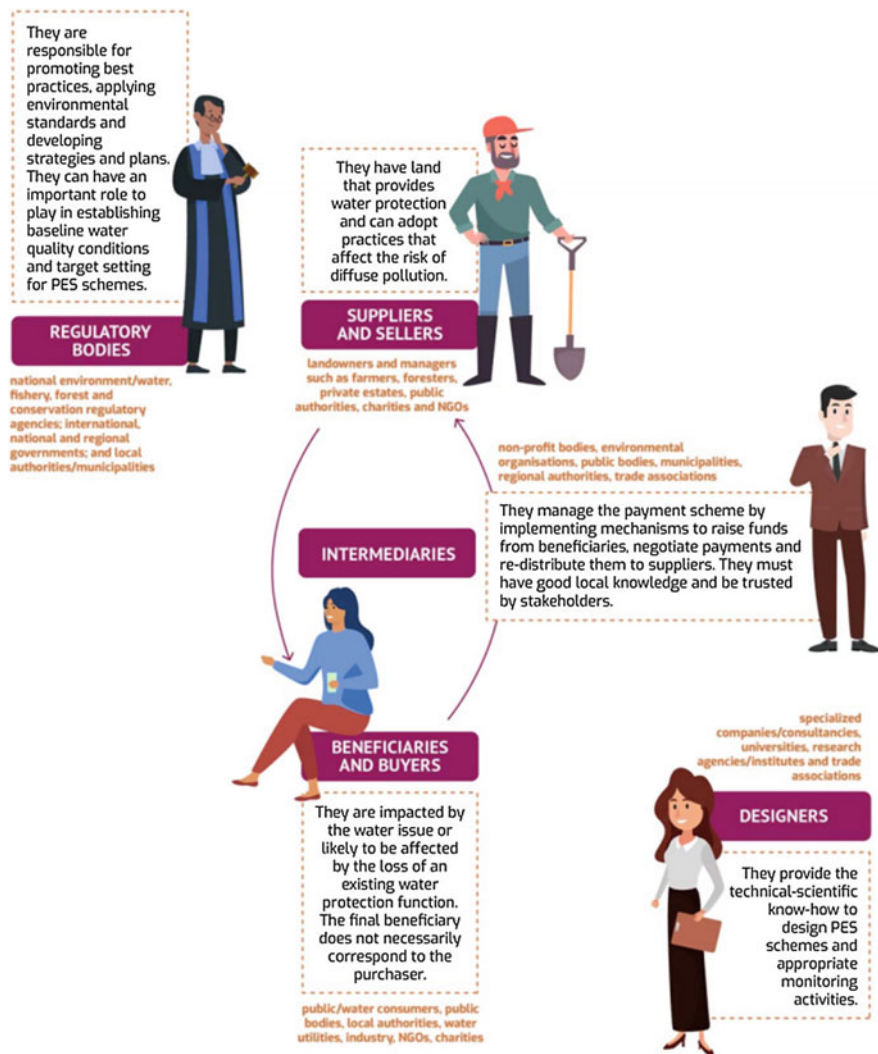 They are
responsible for
promoting best
practices, applying
environmental
standards and
developing
strategies and plans.
They can have an
important role to
play in establishing
baseline water
quality conditions
and target setting
for PES schemes.
REGULATORY
BODIES
national environment/water,
fishery, forest and
conservation regulatory
agencies; international,
national and regional
governments; and local
authorities/municipalities
They have land
that provides
water protection
and can adopt
practices that
affect the risk of
diffuse pollution.
SUPPLIERS
AND SELLERS
landowners and managers
such as farmers, foresters,
private estates, public
authorities, charities and NGOs
INTERMEDIARIES
non-profit bodies, environmental
organisations, public bodies, municipalities,
regional authorities, trade associations
They manage the payment scheme by
implementing mechanisms to raise funds
from beneficiaries, negotiate payments and
re-distribute them to suppliers. They must
have good local knowledge and be trusted
by stakeholders.
BENEFICIARIES
AND BUYERS
They are impacted by
the water issue or
likely to be affected
by the loss of an
existing water
protection function.
The final beneficiary
does not necessarily
correspond to the
purchaser.
public/water consumers, public
bodies, local authorities, water
utilities, industry, NGOs, charities
specialized
companies/consultancies,
universities, research
agencies/institutes and trade
associations
DESIGNERS
They provide the
technical-scientific
know-how to
design PES
schemes and
appropriate
monitoring
activities.